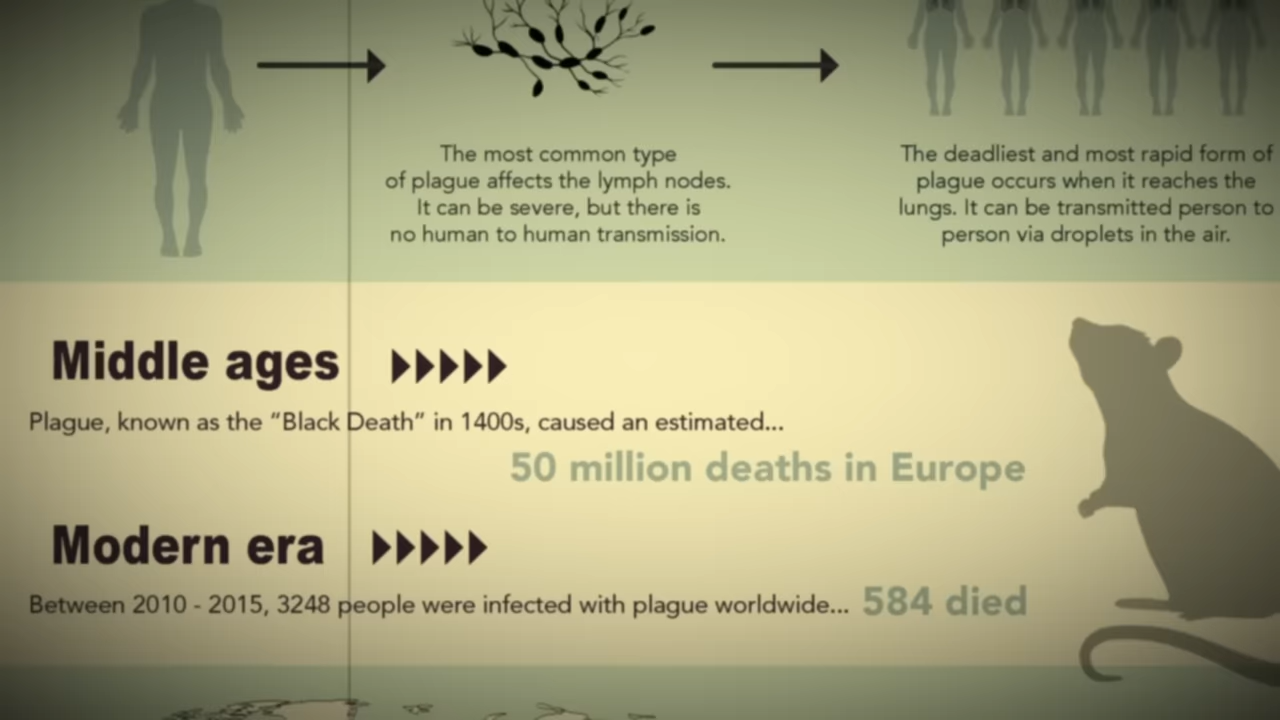 The most common type
of plague affects the lymph nodes.
It can be severe, but there is
no human to human transmission.
The deadliest and most rapid form of
plague occurs when it reaches the
lungs. It can be transmitted person to
person via droplets in the air.
Middle ages
Plague, known as the “Black Death” in 1400s, caused an estimated...
50 million deaths in Europe
Modern era
Between 2010 - 2015, 3248 people were infected with plague worldwide... 584 died